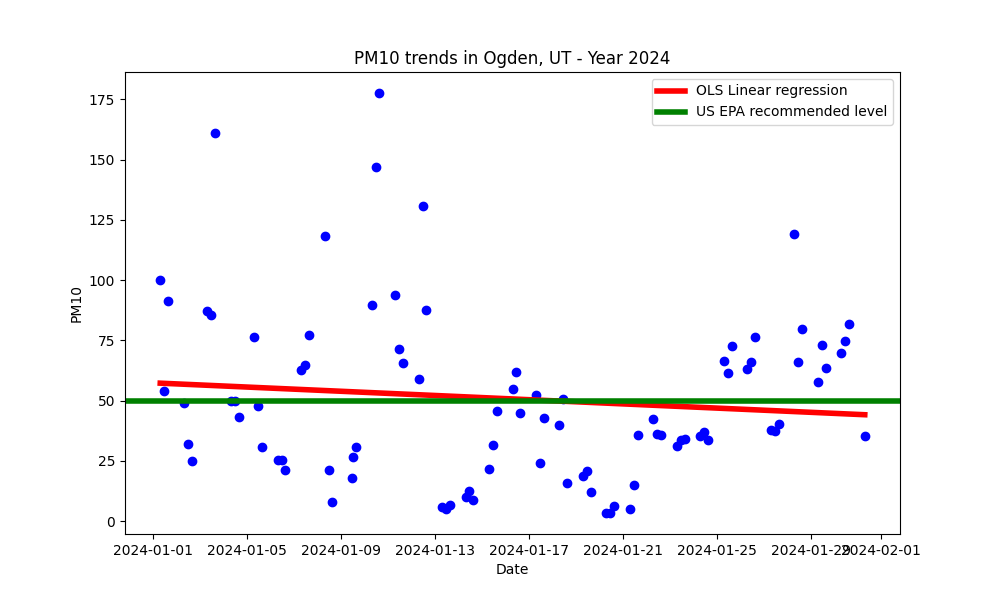 PM10 trends in Ogden, UT - Year 2024
OLS Linear regression
US EPA recommended level
175
150
125
100
75
50
25
0
PM10
2024-01-01 2024-01-05 2024-01-09 2024-01-13 2024-01-17 2024-01-21 2024-01-25 2024-01-29 2024-02-01
Date